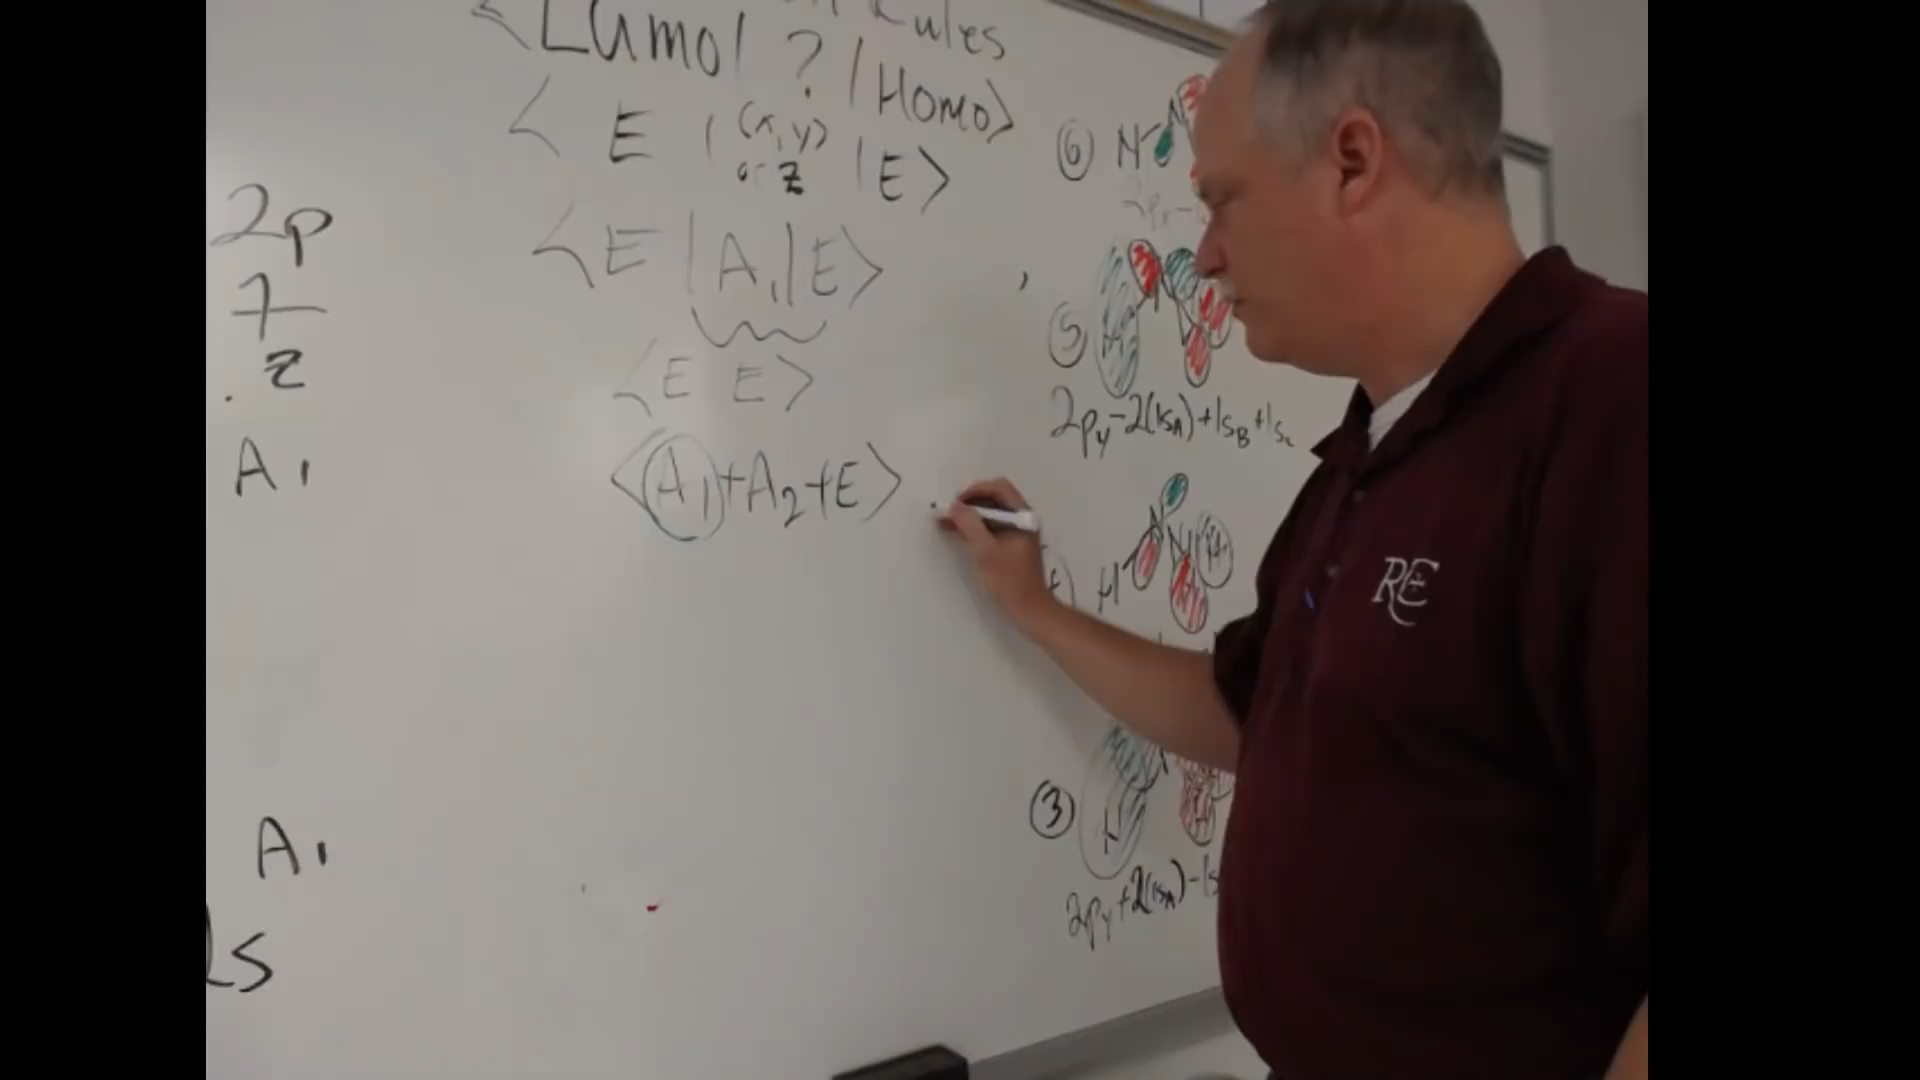 Rules
<Lumo| ? |Homo>
< E | (x,y) or z |E>
<E|A₁|E>
<E E>
<A₁+A₂+E>
2p
z
A₁
A₁
2s
⑥ N
⑤
2py-2(1sA)+1sB+1sc
H
③
2py+2(1sA)-1s
RE